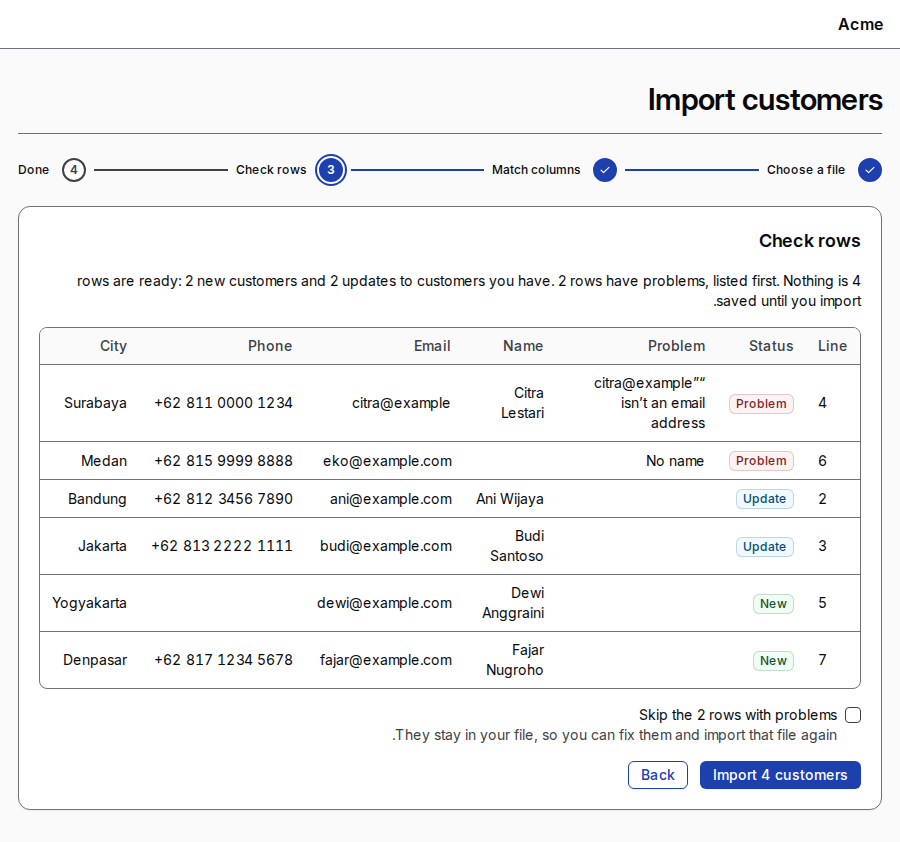 Acme
Import customers
Choose a file
Match columns
3 Check rows
4 Done
Check rows
rows are ready: 2 new customers and 2 updates to customers you have. 2 rows have problems, listed first. Nothing is 4
.saved until you import
Line Status Problem Name Email Phone City
4 Problem
citra@example”“
isn’t an email
address
Citra
Lestari
citra@example +62 811 0000 1234 Surabaya
6 Problem No name eko@example.com +62 815 9999 8888 Medan
2 Update Ani Wijaya ani@example.com +62 812 3456 7890 Bandung
3 Update
Budi
Santoso
budi@example.com +62 813 2222 1111 Jakarta
5 New
Dewi
Anggraini
dewi@example.com Yogyakarta
7 New
Fajar
Nugroho
fajar@example.com +62 817 1234 5678 Denpasar
Skip the 2 rows with problems
.They stay in your file, so you can fix them and import that file again
Import 4 customers
Back